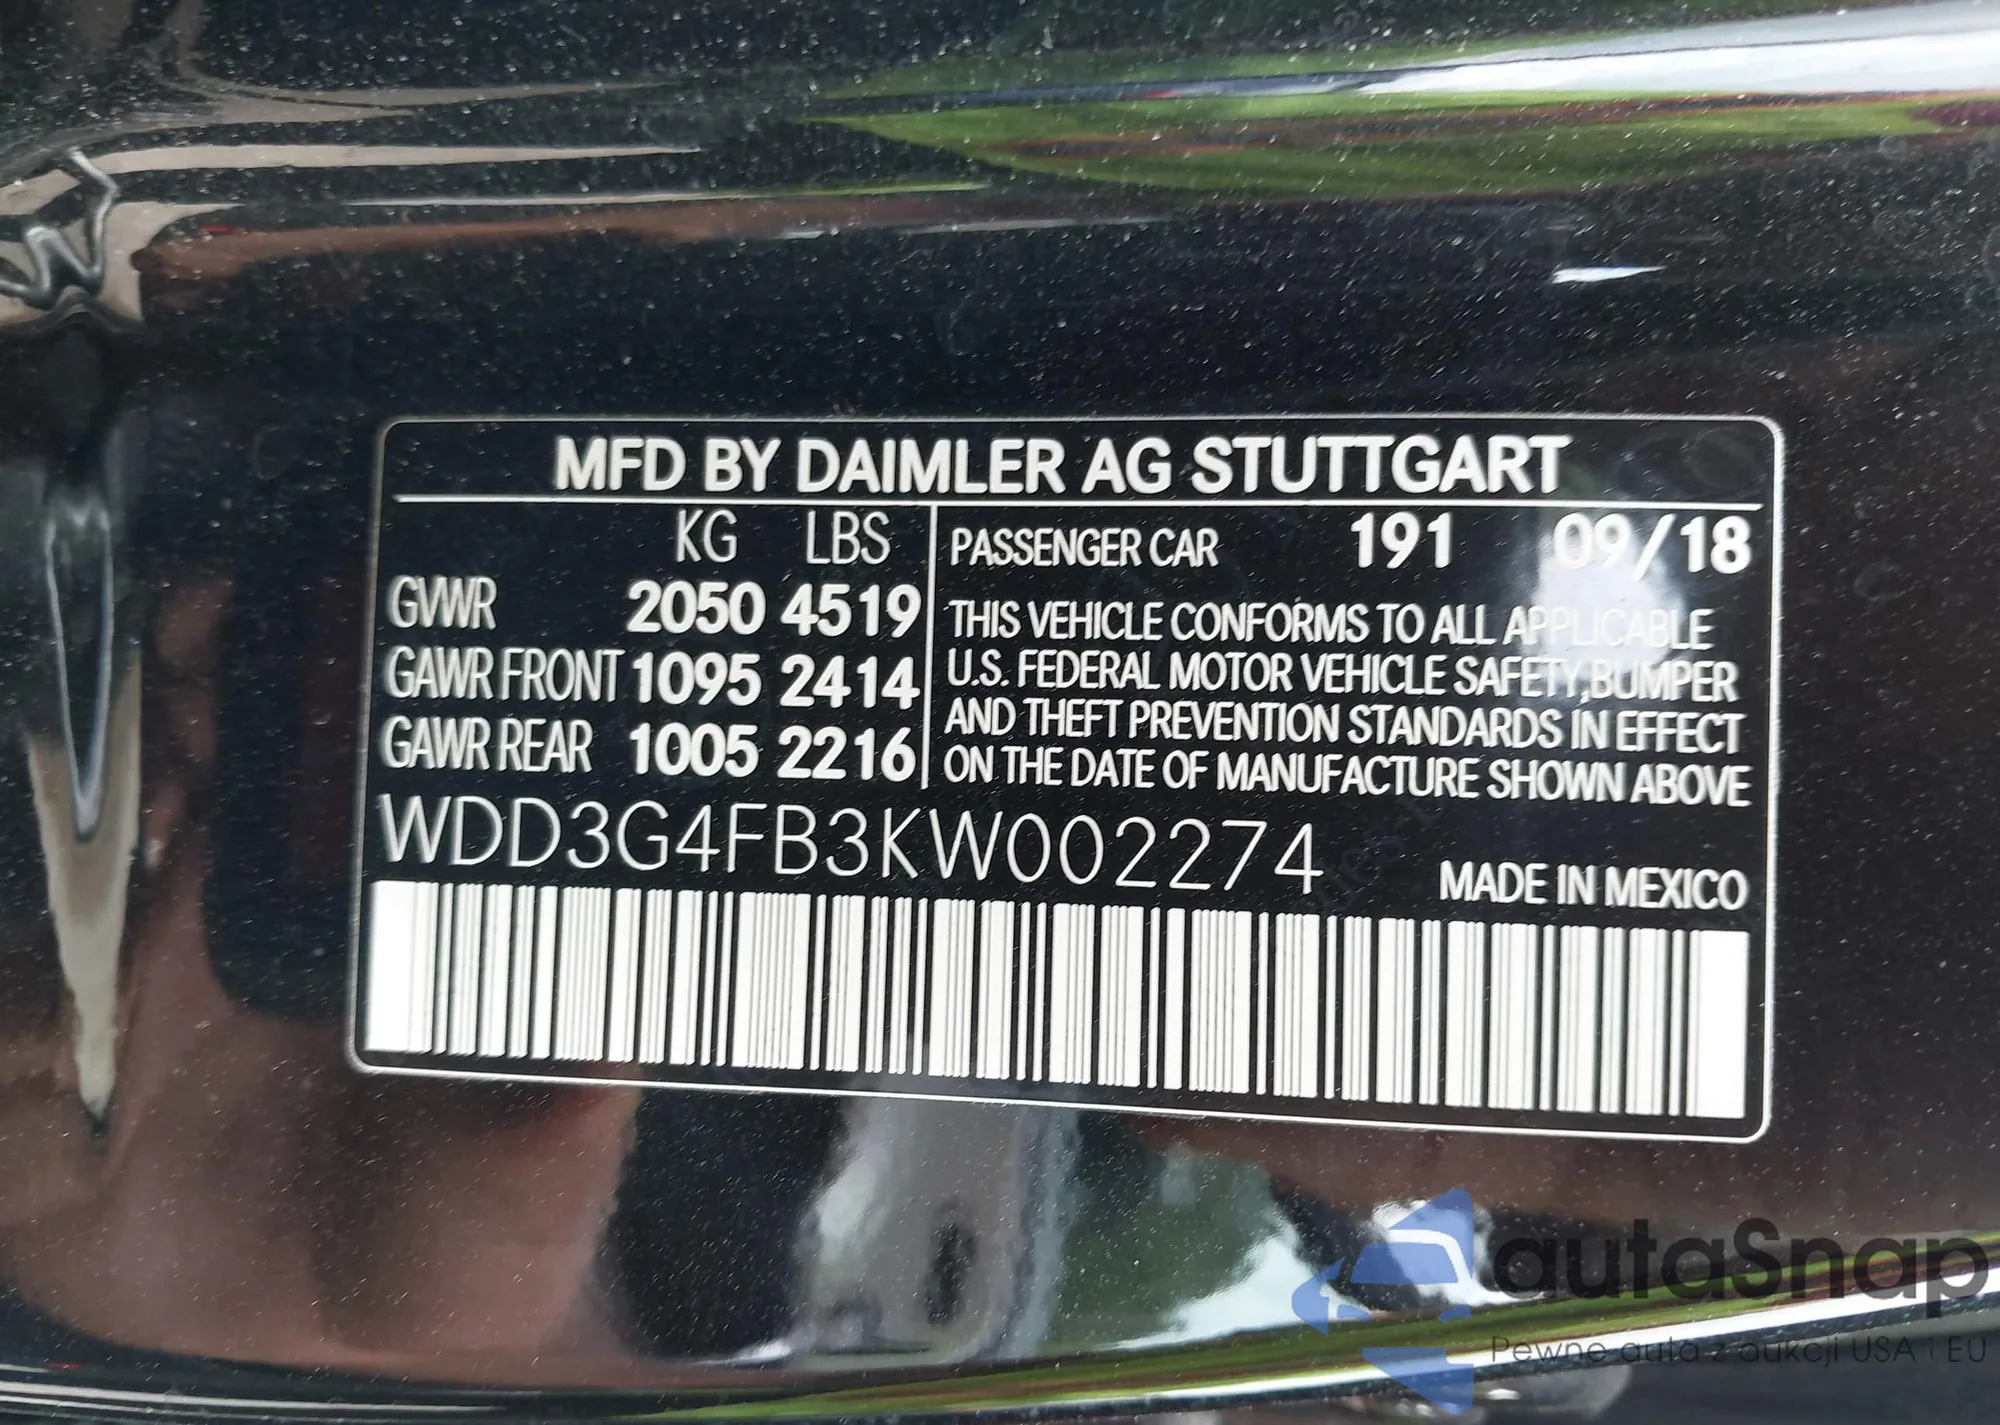 MFD BY DAIMLER AG STUTTGART
KG LBS
GVWR 2050 4519
GAWR FRONT 1095 2414
GAWR REAR 1005 2216
PASSENGER CAR 191 09/18
THIS VEHICLE CONFORMS TO ALL APPLICABLE
U.S. FEDERAL MOTOR VEHICLE SAFETY,BUMPER
AND THEFT PREVENTION STANDARDS IN EFFECT
ON THE DATE OF MANUFACTURE SHOWN ABOVE
WDD3G4FB3KW002274
MADE IN MEXICO
autaSnap
Pewne auta z aukcji USA i EU